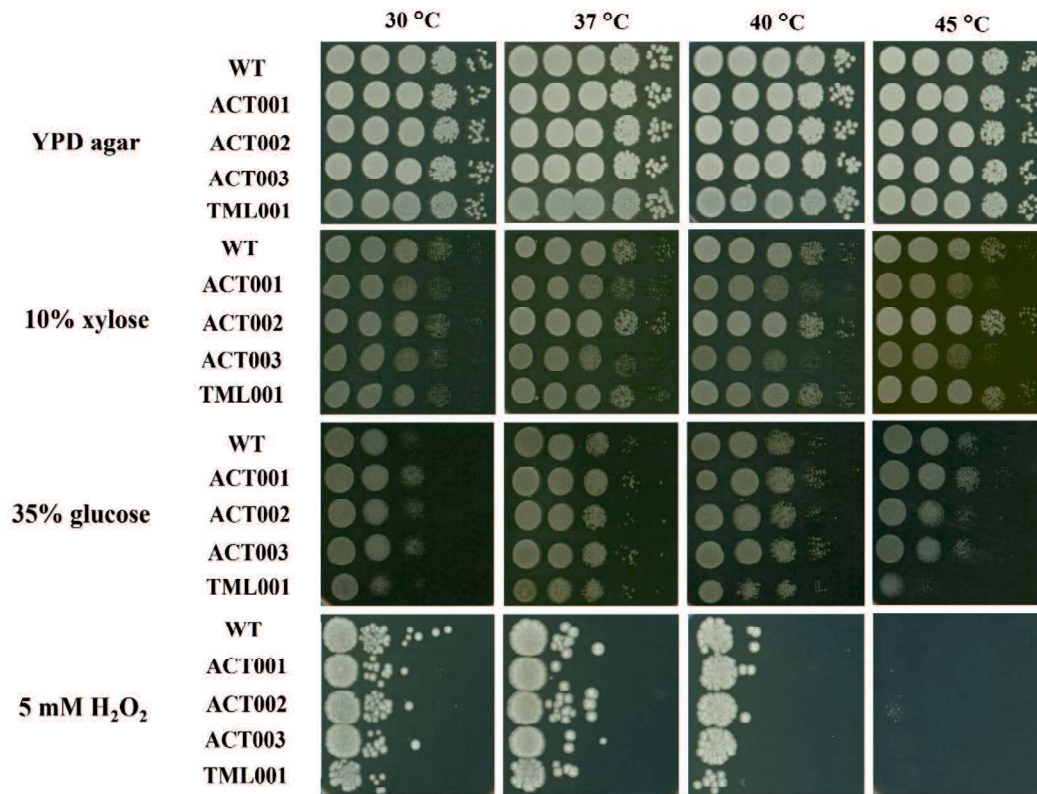 30 °C 37 °C 40 °C 45 °C
WT
ACT001
YPD agar
ACT002
ACT003
TML001
WT
ACT001
10% xylose
ACT002
ACT003
TML001
WT
ACT001
35% glucose
ACT002
ACT003
TML001
WT
ACT001
5 mM H₂O₂
ACT002
ACT003
TML001